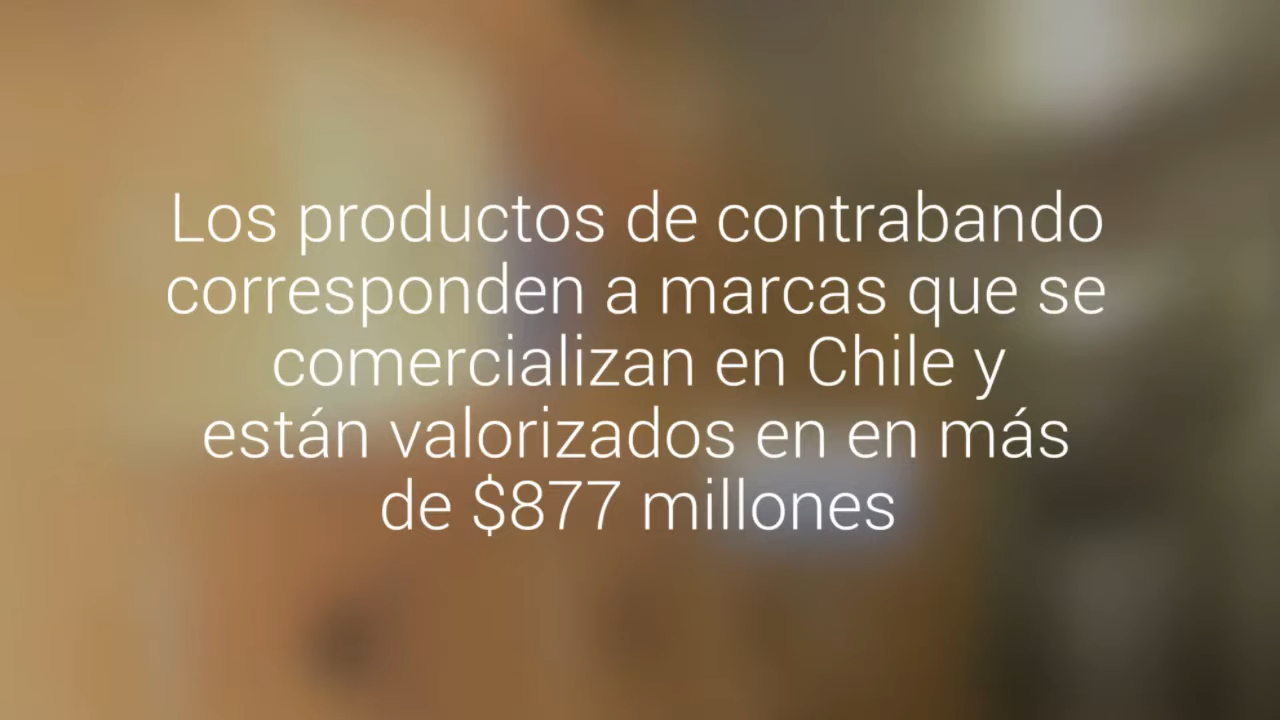 Los productos de contrabando
corresponden a marcas que se
comercializan en Chile y
están valorizados en en más
de $877 millones